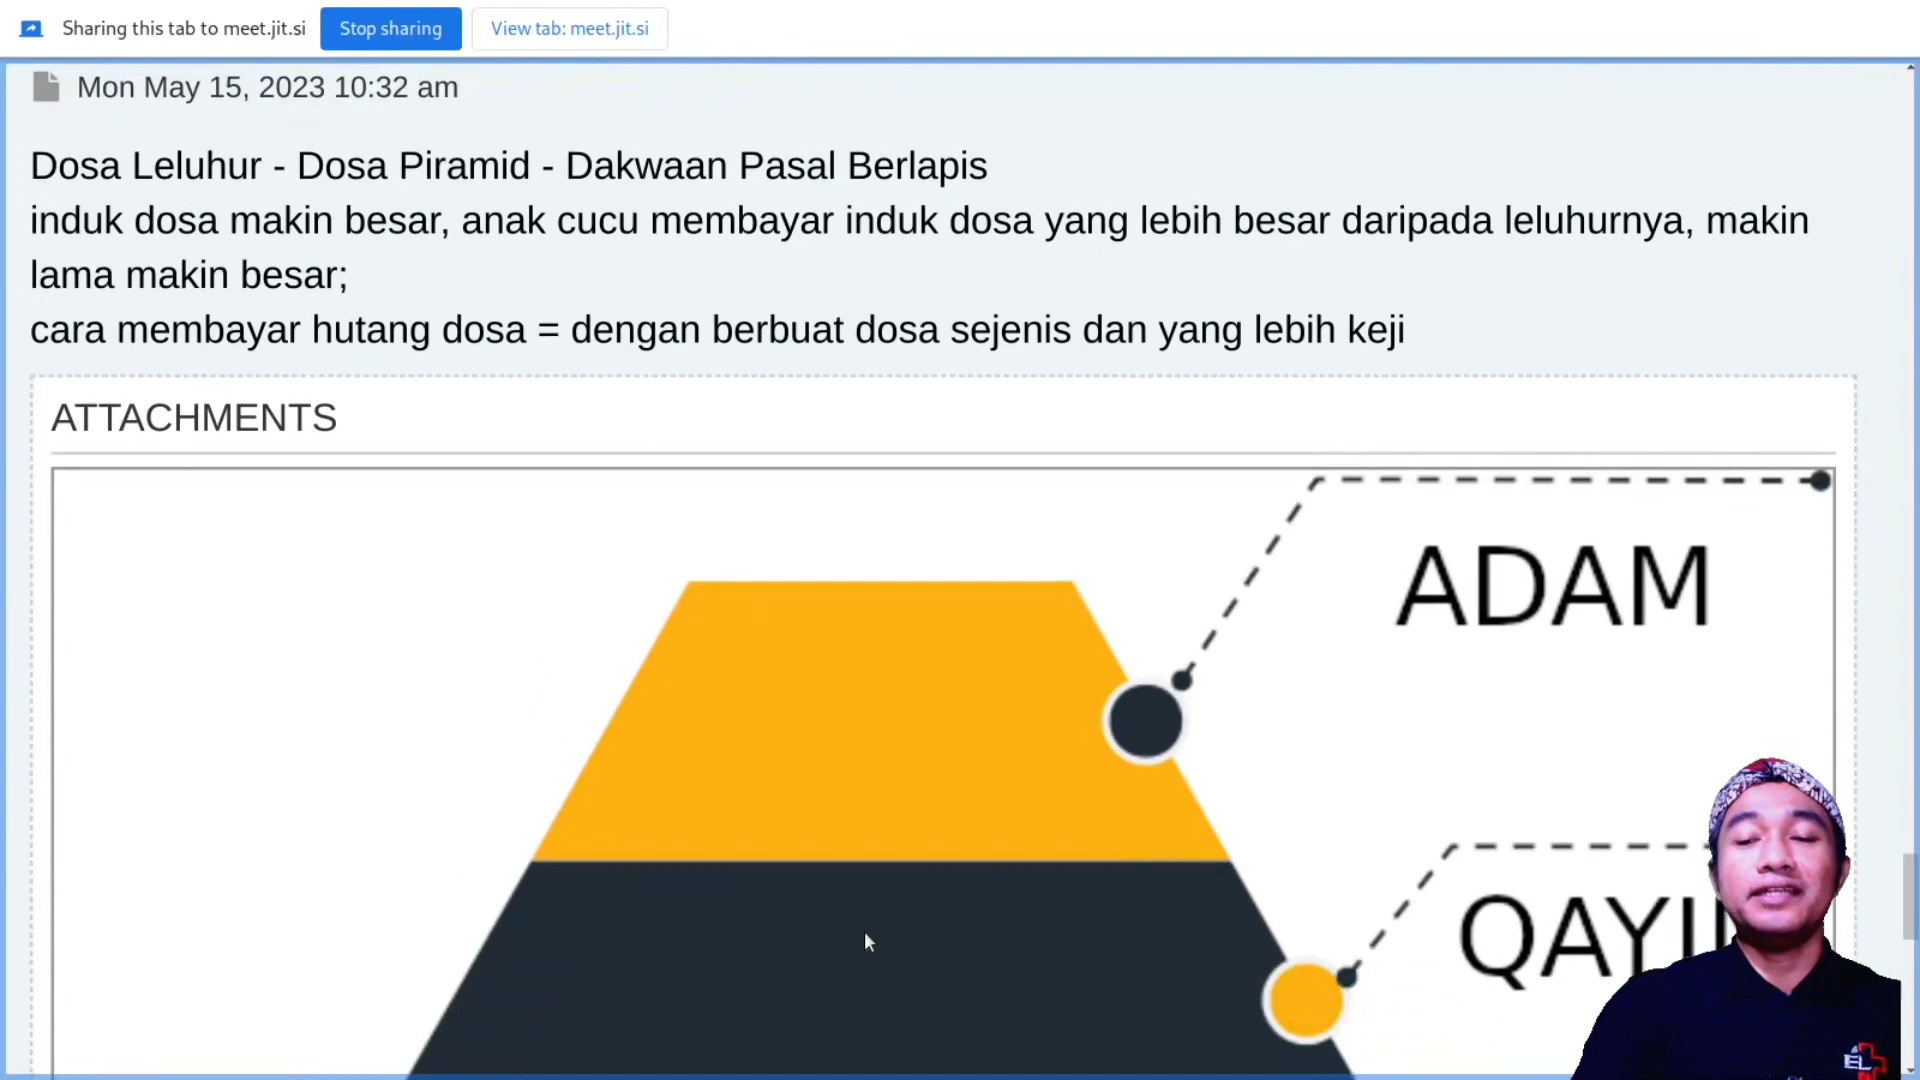 Sharing this tab to meet.jit.si Stop sharing View tab: meet.jit.si
Mon May 15, 2023 10:32 am
Dosa Leluhur - Dosa Piramid - Dakwaan Pasal Berlapis
induk dosa makin besar, anak cucu membayar induk dosa yang lebih besar daripada leluhurnya, makin
lama makin besar;
cara membayar hutang dosa = dengan berbuat dosa sejenis dan yang lebih keji
ATTACHMENTS
ADAM
EL